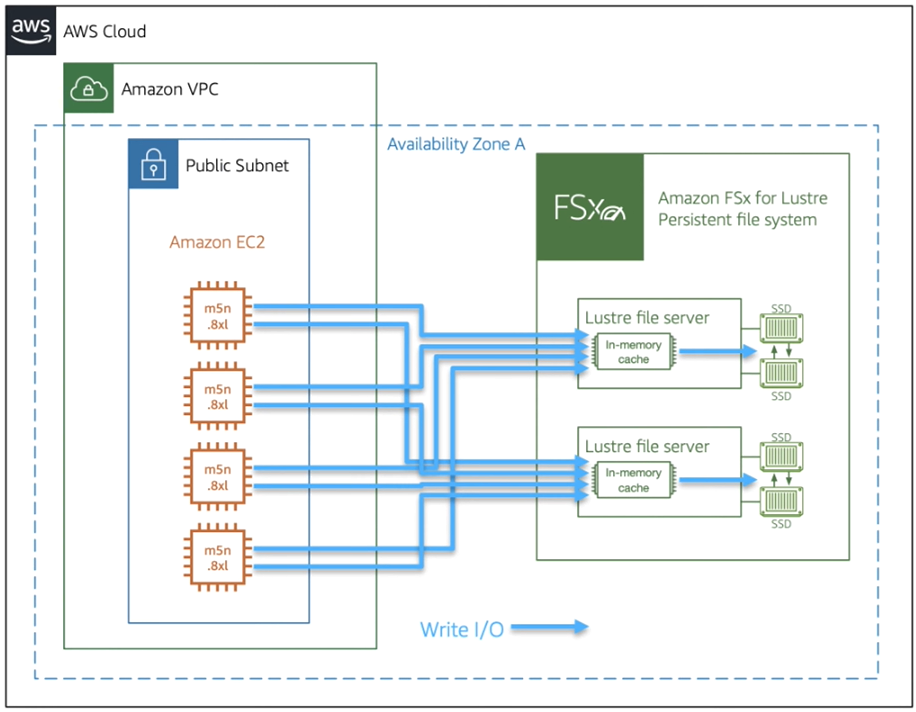 aws
AWS Cloud
Amazon VPC
Availability Zone A
Public Subnet
FSx
Amazon FSx for Lustre
Persistent file system
Amazon EC2
m5n
.8xl
m5n
.8xl
m5n
.8xl
m5n
.8xl
Lustre file server
In-memory
cache
SSD
SSD
Lustre file server
In-memory
cache
SSD
SSD
Write I/O